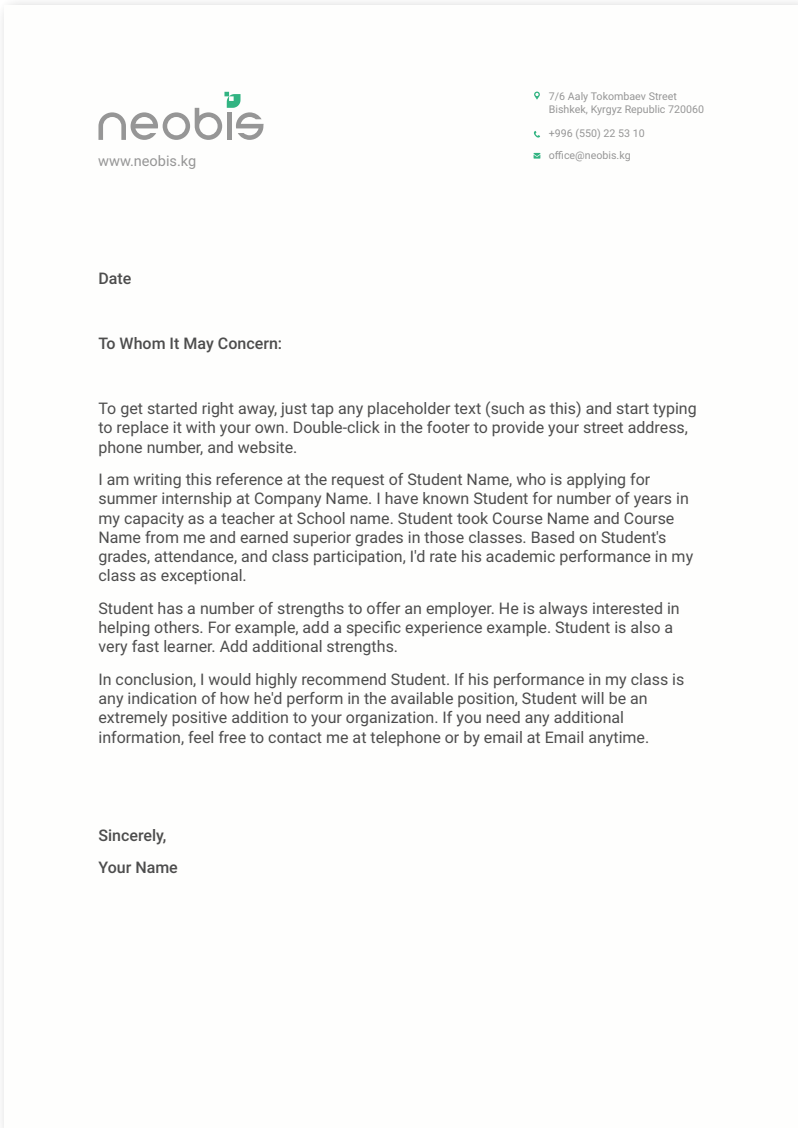 neobis
www.neobis.kg
7/6 Aaly Tokombaev Street
Bishkek, Kyrgyz Republic 720060
+996 (550) 22 53 10
office@neobis.kg
Date
To Whom It May Concern:
To get started right away, just tap any placeholder text (such as this) and start typing
to replace it with your own. Double-click in the footer to provide your street address,
phone number, and website.
I am writing this reference at the request of Student Name, who is applying for
summer internship at Company Name. I have known Student for number of years in
my capacity as a teacher at School name. Student took Course Name and Course
Name from me and earned superior grades in those classes. Based on Student's
grades, attendance, and class participation, I'd rate his academic performance in my
class as exceptional.
Student has a number of strengths to offer an employer. He is always interested in
helping others. For example, add a specific experience example. Student is also a
very fast learner. Add additional strengths.
In conclusion, I would highly recommend Student. If his performance in my class is
any indication of how he'd perform in the available position, Student will be an
extremely positive addition to your organization. If you need any additional
information, feel free to contact me at telephone or by email at Email anytime.
Sincerely,
Your Name